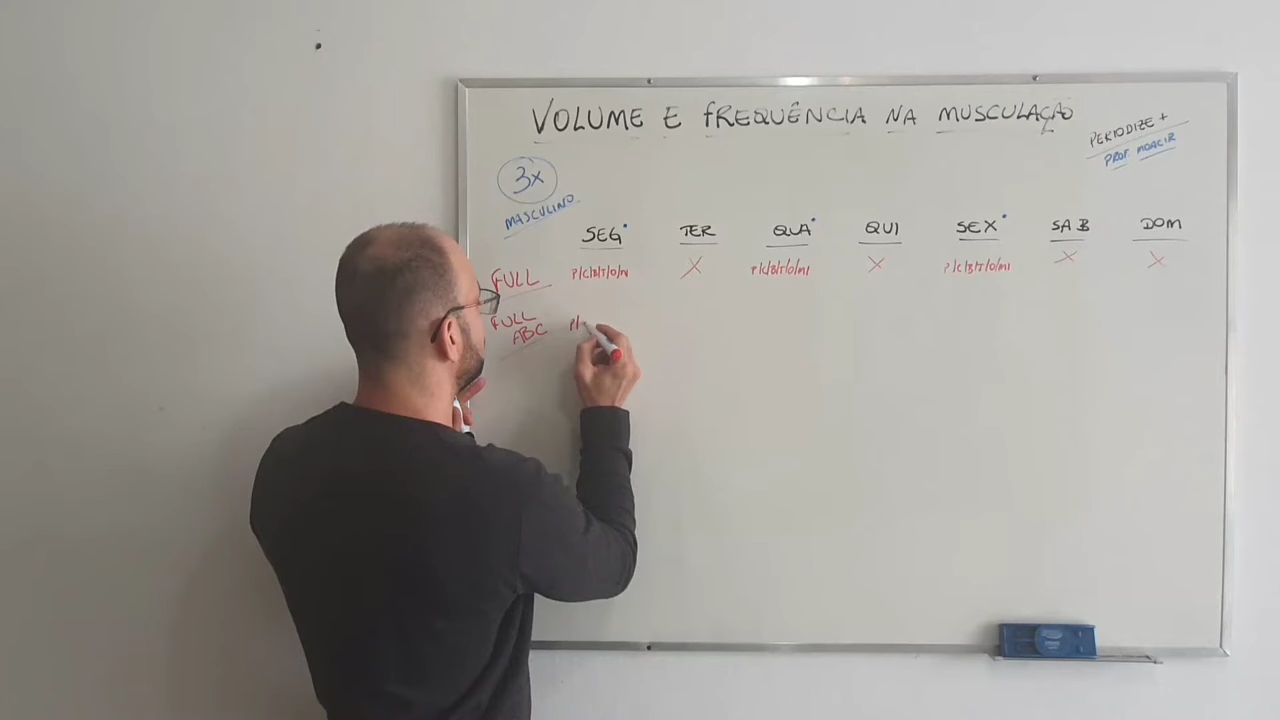 VOLUME E FREQUÊNCIA NA MUSCULAÇÃO
PERIODIZE +
PROF. MOACIR
3x
MASCULINO
SEG TER QUA QUI SEX SAB DOM
FULL P/C/B/T/O/M X P/C/B/T/O/M X P/C/B/T/O/M X X
FULL
ABC P/